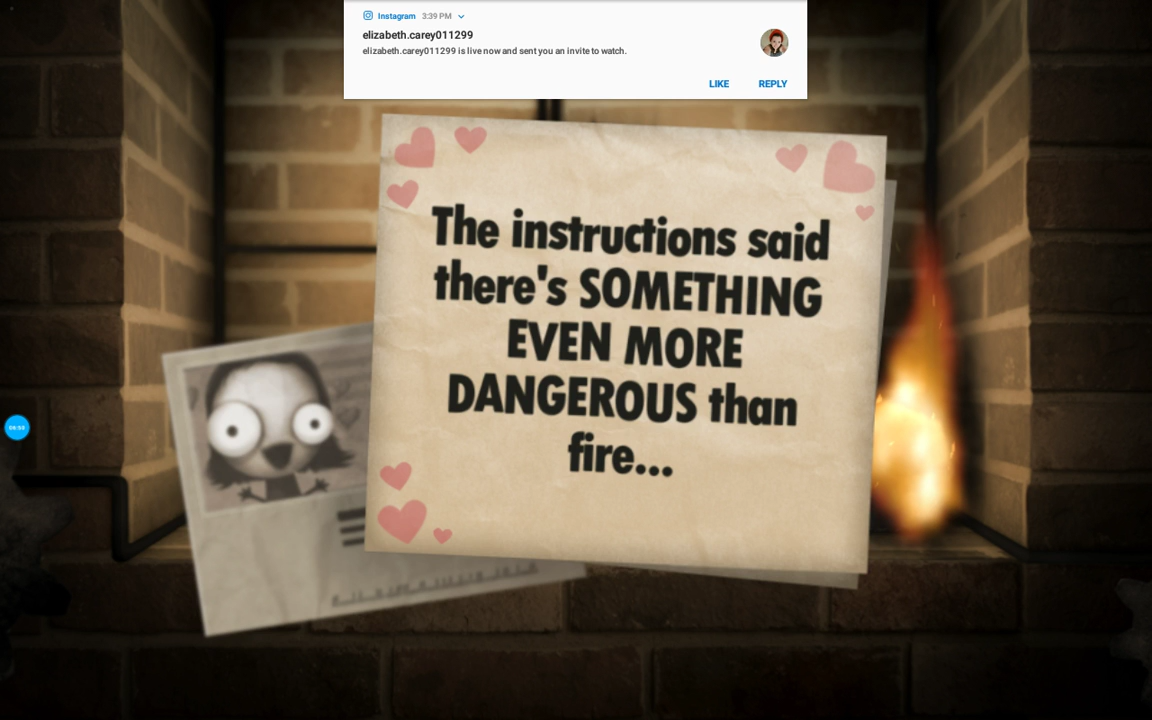 Instagram 3:39 PM
elizabeth.carey011299
elizabeth.carey011299 is live now and sent you an invite to watch.
LIKE REPLY
The instructions said
there's SOMETHING
EVEN MORE
DANGEROUS than
fire...